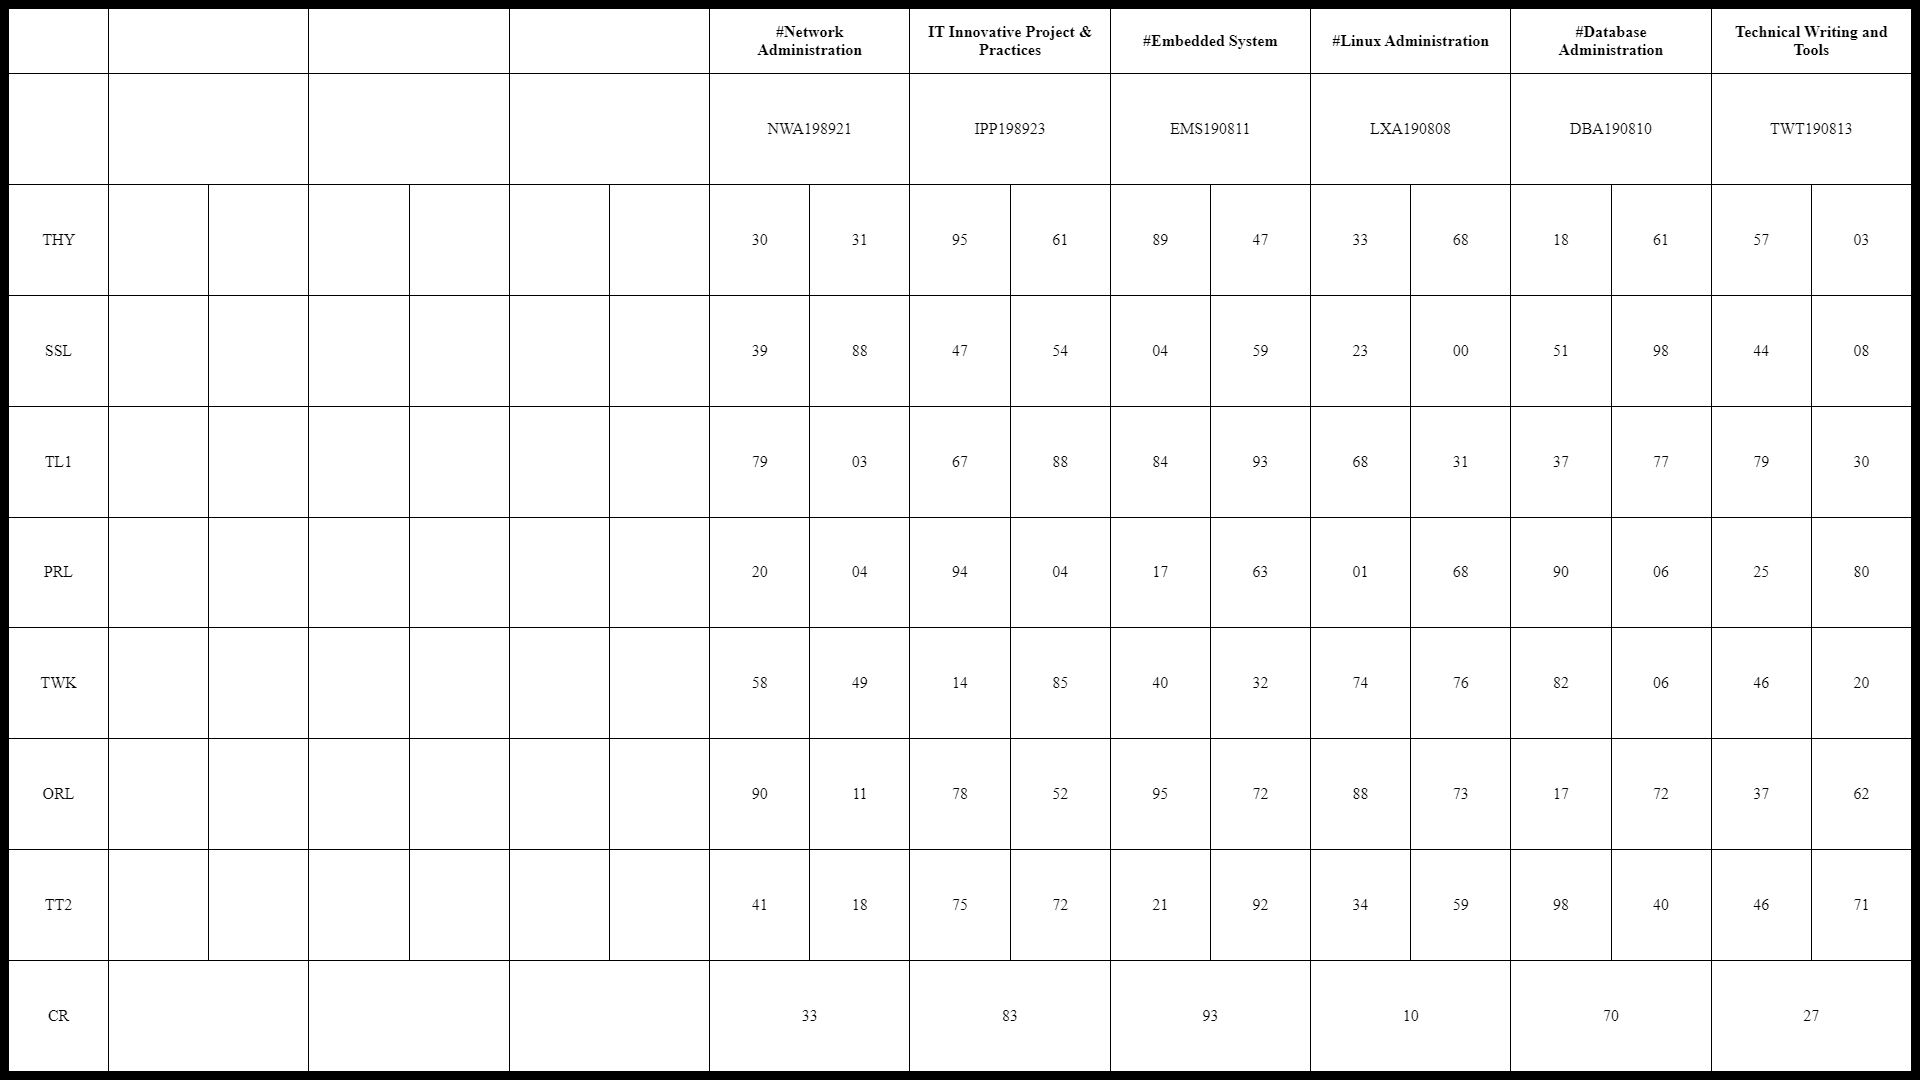 #Network Administration IT Innovative Project & Practices #Embedded System #Linux Administration #Database Administration Technical Writing and Tools
NWA198921 IPP198923 EMS190811 LXA190808 DBA190810 TWT190813
THY 30 31 95 61 89 47 33 68 18 61 57 03
SSL 39 88 47 54 04 59 23 00 51 98 44 08
TL1 79 03 67 88 84 93 68 31 37 77 79 30
PRL 20 04 94 04 17 63 01 68 90 06 25 80
TWK 58 49 14 85 40 32 74 76 82 06 46 20
ORL 90 11 78 52 95 72 88 73 17 72 37 62
TT2 41 18 75 72 21 92 34 59 98 40 46 71
CR 33 83 93 10 70 27